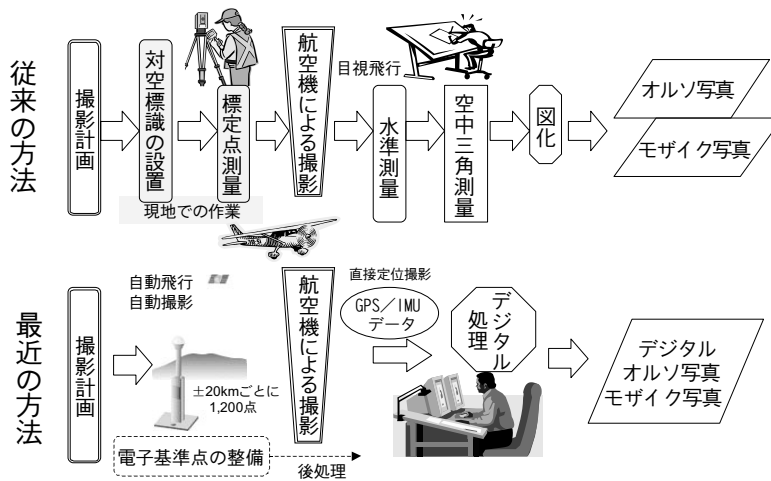 従来の方法
撮影計画
対空標識の設置
標定点測量
現地での作業
航空機による撮影
目視飛行
水準測量
空中三角測量
図化
オルソ写真
モザイク写真
最近の方法
撮影計画
自動飛行
自動撮影
±20kmごとに
1,200点
電子基準点の整備
後処理
航空機による撮影
直接定位撮影
GPS／IMU
データ
デジタル
処理
デジタル
オルソ写真
モザイク写真